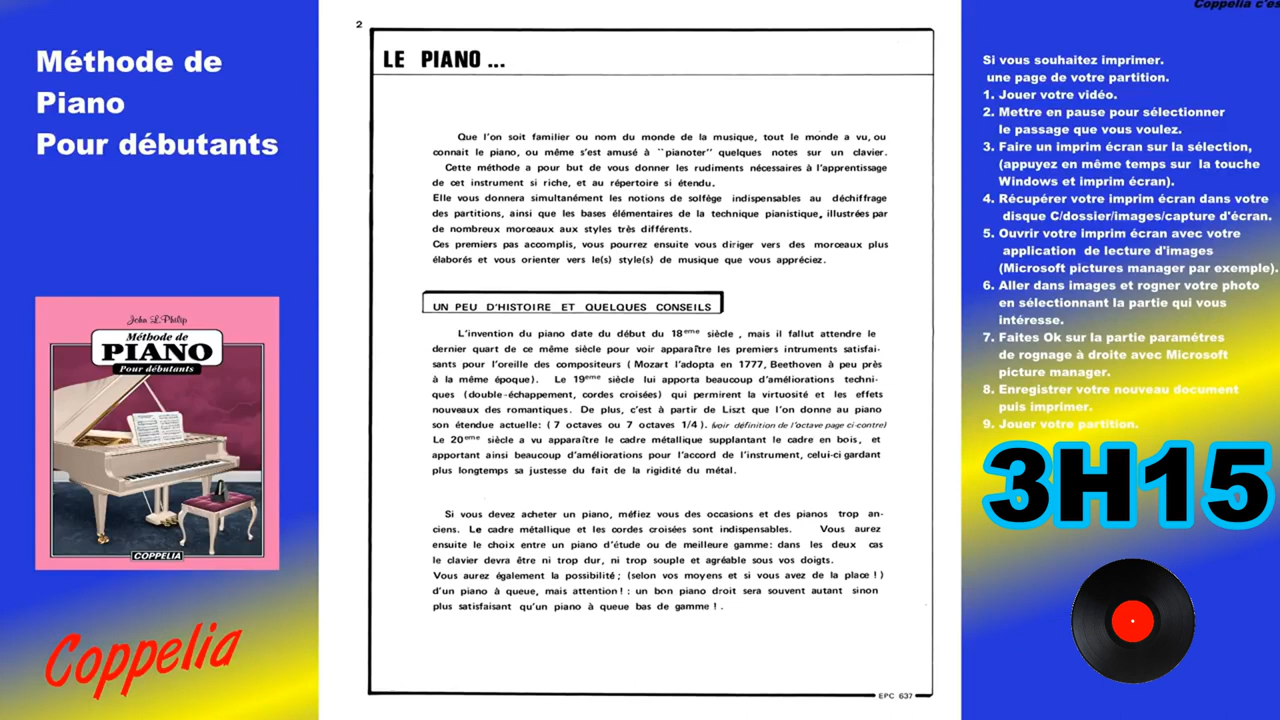 Méthode de
Piano
Pour débutants
John L.Philip
Méthode de
PIANO
Pour débutants
COPPELIA
Coppelia
2
LE PIANO ...
Que l'on soit familier ou nom du monde de la musique, tout le monde a vu, ou
connait le piano, ou même s'est amusé à "pianoter" quelques notes sur un clavier.
Cette méthode a pour but de vous donner les rudiments nécessaires à l'apprentissage
de cet instrument si riche, et au répertoire si étendu.
Elle vous donnera simultanément les notions de solfège indispensables au déchiffrage
des partitions, ainsi que les bases élémentaires de la technique pianistique, illustrées par
de nombreux morceaux aux styles très différents.
Ces premiers pas accomplis, vous pourrez ensuite vous diriger vers des morceaux plus
élaborés et vous orienter vers le(s) style(s) de musique que vous appréciez.
UN PEU D'HISTOIRE ET QUELQUES CONSEILS
L'invention du piano date du début du 18eme siècle , mais il fallut attendre le
dernier quart de ce même siècle pour voir apparaître les premiers intruments satisfai-
sants pour l'oreille des compositeurs ( Mozart l'adopta en 1777, Beethoven à peu près
à la même époque). Le 19eme siècle lui apporta beaucoup d'améliorations techni-
ques (double-échappement, cordes croisées) qui permirent la virtuosité et les effets
nouveaux des romantiques. De plus, c'est à partir de Liszt que l'on donne au piano
son étendue actuelle: ( 7 octaves ou 7 octaves 1/4 ). (voir définition de l'octave page ci-contre)
Le 20eme siècle a vu apparaître le cadre métallique supplantant le cadre en bois, et
apportant ainsi beaucoup d'améliorations pour l'accord de l'instrument, celui-ci gardant
plus longtemps sa justesse du fait de la rigidité du métal.
Si vous devez acheter un piano, méfiez vous des occasions et des pianos trop an-
ciens. Le cadre métallique et les cordes croisées sont indispensables. Vous aurez
ensuite le choix entre un piano d'étude ou de meilleure gamme: dans les deux cas
le clavier devra être ni trop dur, ni trop souple et agréable sous vos doigts.
Vous aurez également la possibilité ; (selon vos moyens et si vous avez de la place ! )
d'un piano à queue, mais attention ! : un bon piano droit sera souvent autant sinon
plus satisfaisant qu'un piano à queue bas de gamme ! .
EPC 637
Coppelia c'es
Si vous souhaitez imprimer.
une page de votre partition.
1. Jouer votre vidéo.
2. Mettre en pause pour sélectionner
le passage que vous voulez.
3. Faire un imprim écran sur la sélection,
(appuyez en même temps sur la touche
Windows et imprim écran).
4. Récupérer votre imprim écran dans votre
disque C/dossier/images/capture d'écran.
5. Ouvrir votre imprim écran avec votre
application de lecture d'images
(Microsoft pictures manager par exemple).
6. Aller dans images et rogner votre photo
en sélectionnant la partie qui vous
intéresse.
7. Faites Ok sur la partie paramétres
de rognage à droite avec Microsoft
picture manager.
8. Enregistrer votre nouveau document
puis imprimer.
9. Jouer votre partition.
3H15